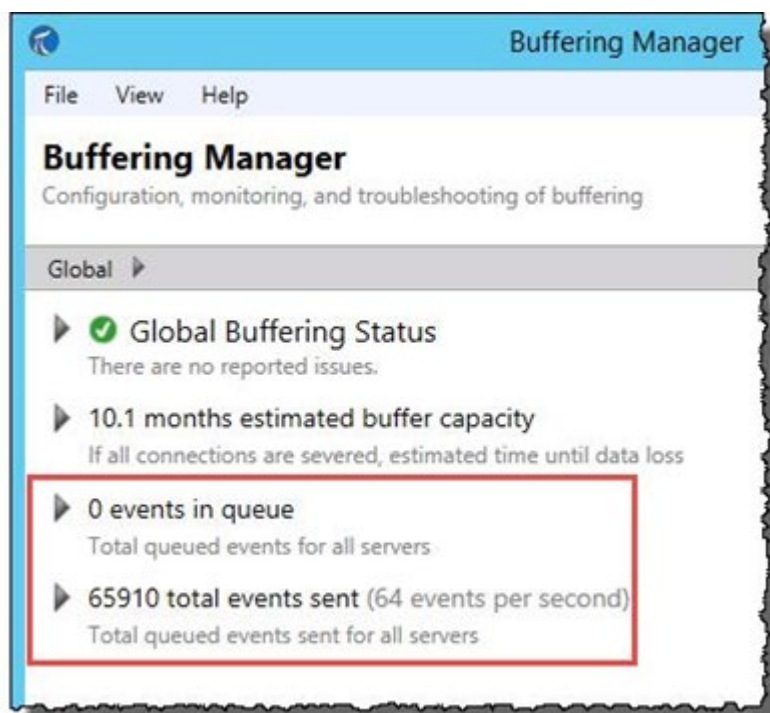 Buffering Manager
File View Help
Buffering Manager
Configuration, monitoring, and troubleshooting of buffering
Global
Global Buffering Status
There are no reported issues.
10.1 months estimated buffer capacity
If all connections are severed, estimated time until data loss
0 events in queue
Total queued events for all servers
65910 total events sent (64 events per second)
Total queued events sent for all servers